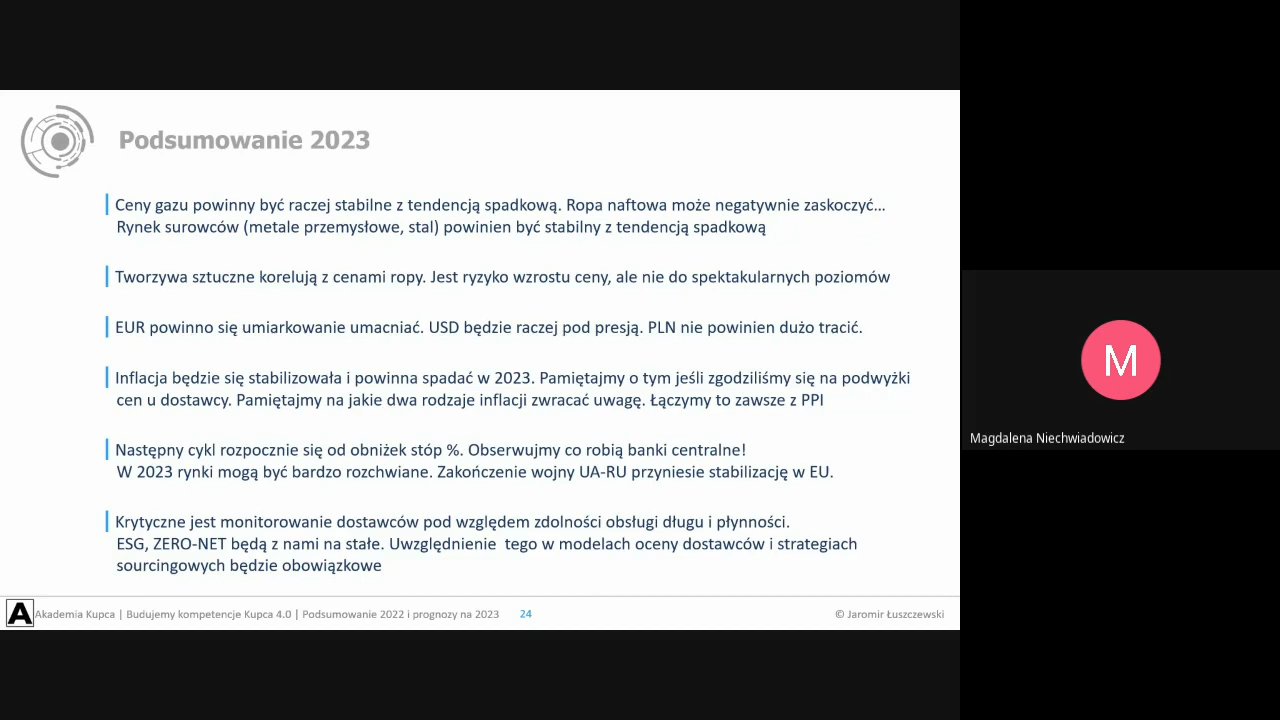 Podsumowanie 2023
Ceny gazu powinny być raczej stabilne z tendencją spadkową. Ropa naftowa może negatywnie zaskoczyć...
Rynek surowców (metale przemysłowe, stal) powinien być stabilny z tendencją spadkową
Tworzywa sztuczne korelują z cenami ropy. Jest ryzyko wzrostu ceny, ale nie do spektakularnych poziomów
EUR powinno się umiarkowanie umacniać. USD będzie raczej pod presją. PLN nie powinien dużo tracić.
Inflacja będzie się stabilizowała i powinna spadać w 2023. Pamiętajmy o tym jeśli zgodziliśmy się na podwyżki
cen u dostawcy. Pamiętajmy na jakie dwa rodzaje inflacji zwracać uwagę. Łączymy to zawsze z PPI
Następny cykl rozpocznie się od obniżek stóp %. Obserwujmy co robią banki centralne!
W 2023 rynki mogą być bardzo rozchwiane. Zakończenie wojny UA-RU przyniesie stabilizację w EU.
Krytyczne jest monitorowanie dostawców pod względem zdolności obsługi długu i płynności.
ESG, ZERO-NET będą z nami na stałe. Uwzględnienie tego w modelach oceny dostawców i strategiach
sourcingowych będzie obowiązkowe
A Akademia Kupca | Budujemy kompetencje Kupca 4.0 | Podsumowanie 2022 i prognozy na 2023 24 © Jaromir Łuszczewski
M
Magdalena Niechwiadowicz